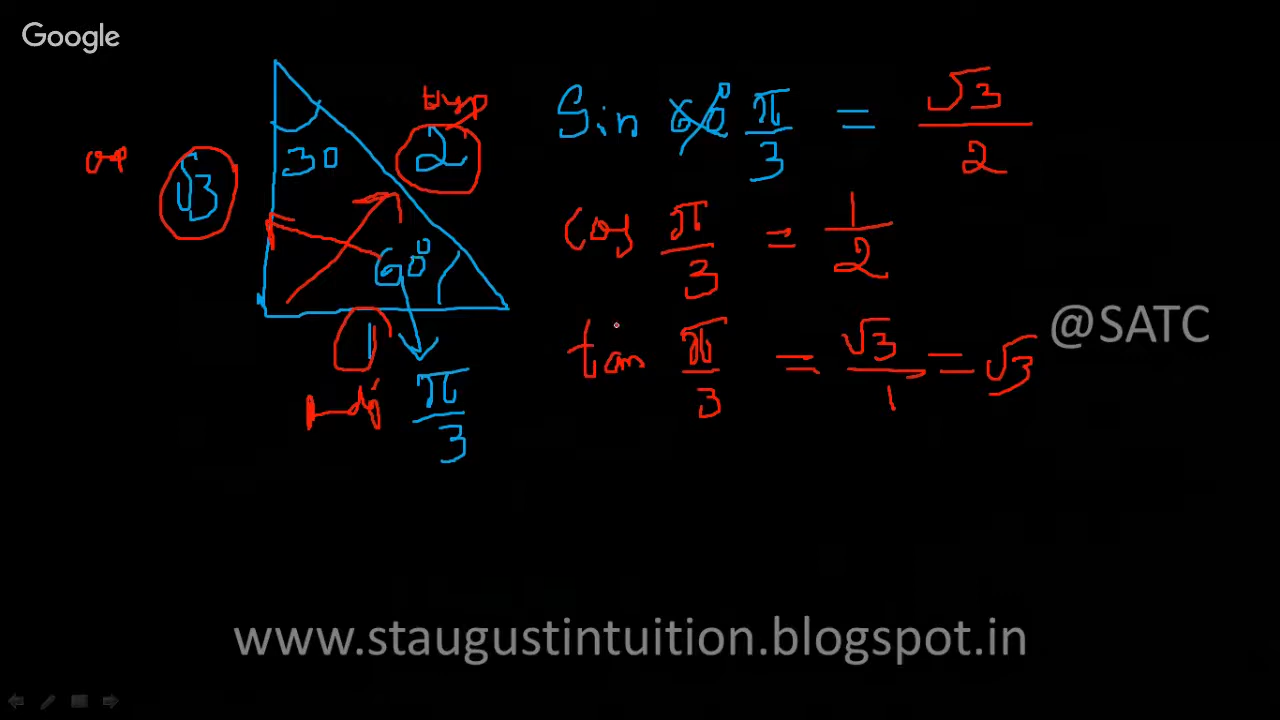 Google
Hyp
op
√3
30
2
60°
1
Adj
π/3
Sin 60° π/3 = √3/2
Cos π/3 = 1/2
tan π/3 = √3/1 = √3
@SATC
www.staugustintuition.blogspot.in